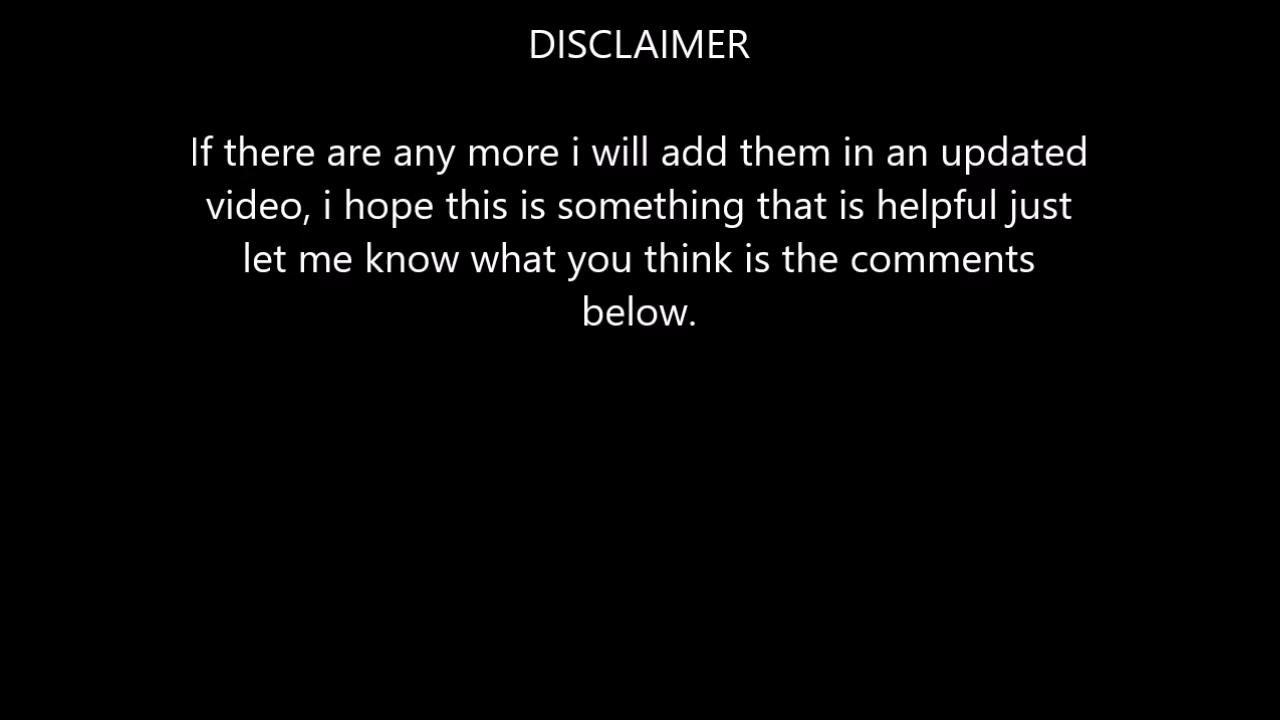 DISCLAIMER
If there are any more i will add them in an updated
video, i hope this is something that is helpful just
let me know what you think is the comments
below.